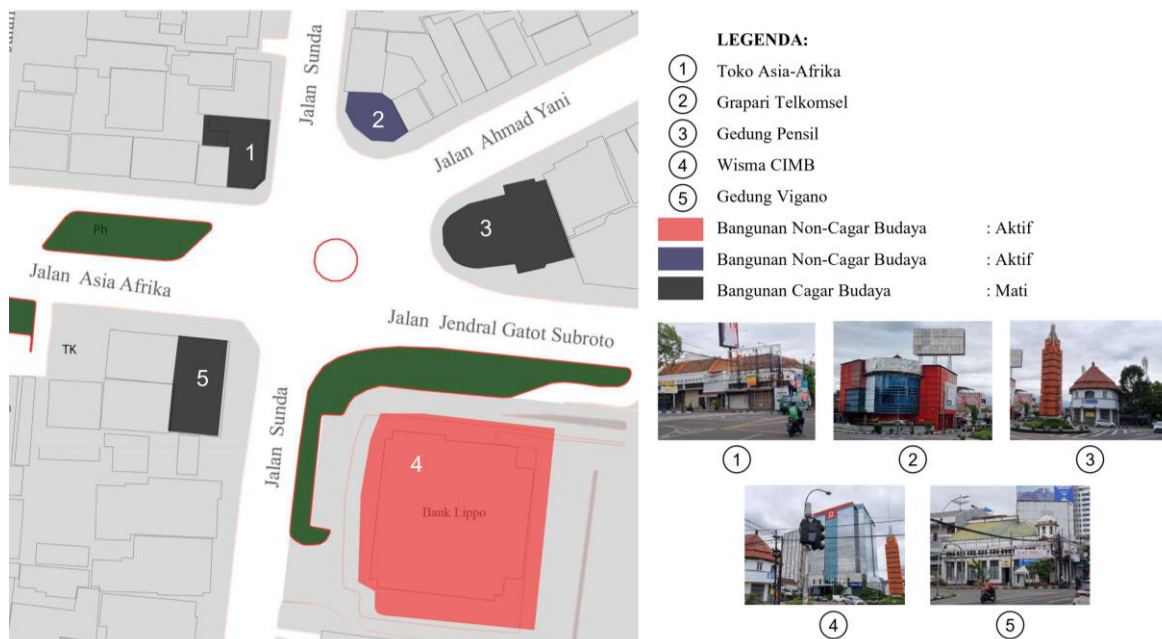 Jalan Sunda
1
2
Jalan Ahmad Yani
3
Ph
Jalan Asia Afrika
Jalan Jendral Gatot Subroto
TK
5
Jalan Sunda
4
Bank Lippo
LEGENDA:
1 Toko Asia-Afrika
2 Grapari Telkomsel
3 Gedung Pensil
4 Wisma CIMB
5 Gedung Vigano
Bangunan Non-Cagar Budaya : Aktif
Bangunan Non-Cagar Budaya : Aktif
Bangunan Cagar Budaya : Mati
1
2
3
4
5